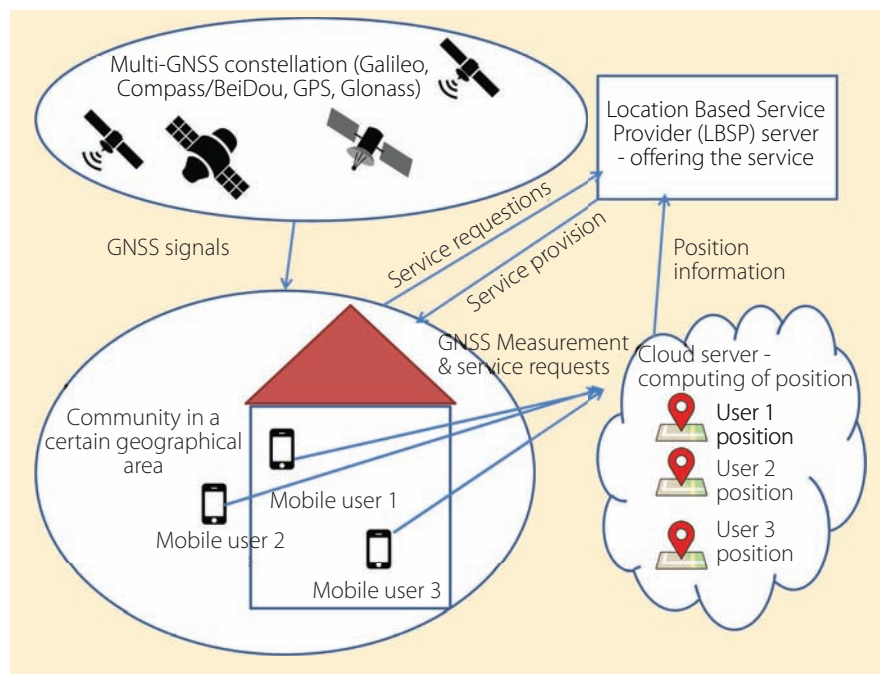 Multi-GNSS constellation (Galileo,
Compass/BeiDou, GPS, Glonass)
Location Based Service
Provider (LBSP) server
- offering the service
GNSS signals
Service requestions
Service provision
Position
information
GNSS Measurement
& service requests
Cloud server -
computing of position
User 1
position
User 2
position
User 3
position
Community in a
certain geographical
area
Mobile user 1
Mobile user 2
Mobile user 3